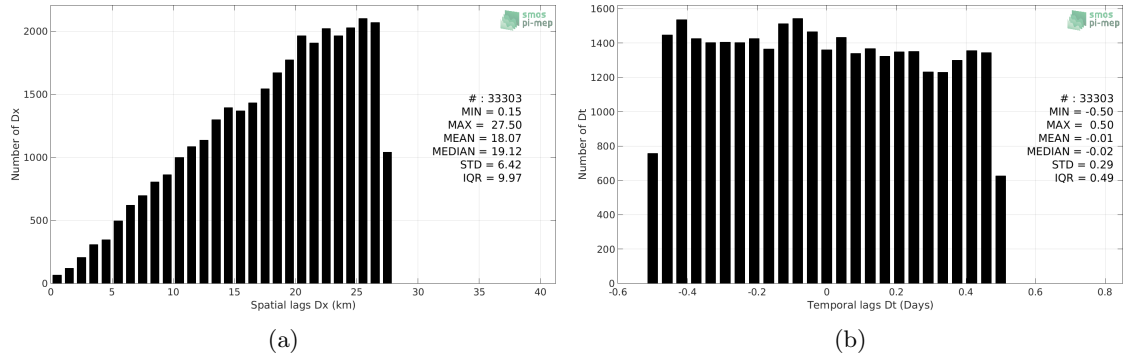 smos
pi-mep
2000
1500
1000
500
0
Number of Dx
# : 33303
MIN = 0.15
MAX = 27.50
MEAN = 18.07
MEDIAN = 19.12
STD = 6.42
IQR = 9.97
0 5 10 15 20 25 30 35 40
Spatial lags Dx (km)
(a)
smos
pi-mep
1600
1400
1200
1000
800
600
400
200
0
Number of Dt
# : 33303
MIN = -0.50
MAX = 0.50
MEAN = -0.01
MEDIAN = -0.02
STD = 0.29
IQR = 0.49
-0.6 -0.4 -0.2 0 0.2 0.4 0.6 0.8
Temporal lags Dt (Days)
(b)